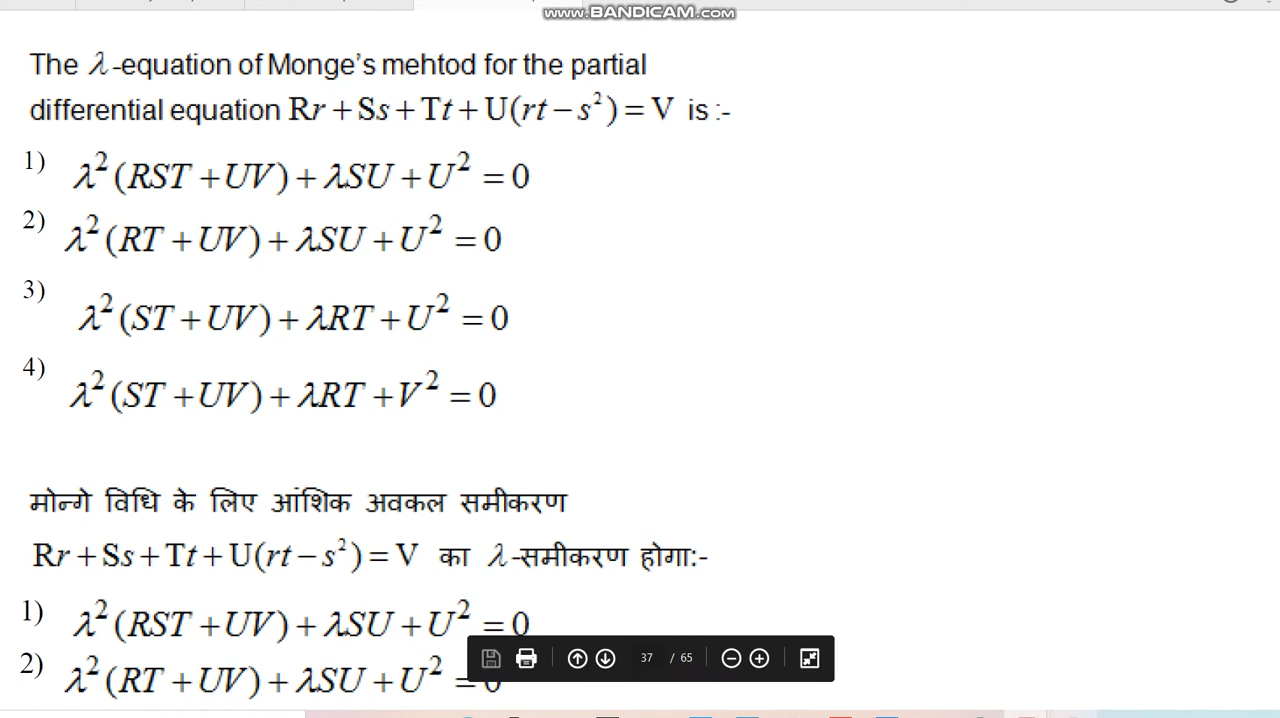 www.BANDICAM.com
The λ-equation of Monge's mehtod for the partial
differential equation Rr + Ss + Tt + U(rt − s²) = V is :-
1) λ²(RST + UV) + λSU + U² = 0
2) λ²(RT + UV) + λSU + U² = 0
3) λ²(ST + UV) + λRT + U² = 0
4) λ²(ST + UV) + λRT + V² = 0
मोन्गे विधि के लिए आंशिक अवकल समीकरण
Rr + Ss + Tt + U(rt − s²) = V का λ-समीकरण होगा:-
1) λ²(RST + UV) + λSU + U² = 0
2) λ²(RT + UV) + λSU + U² = 0
37 / 65